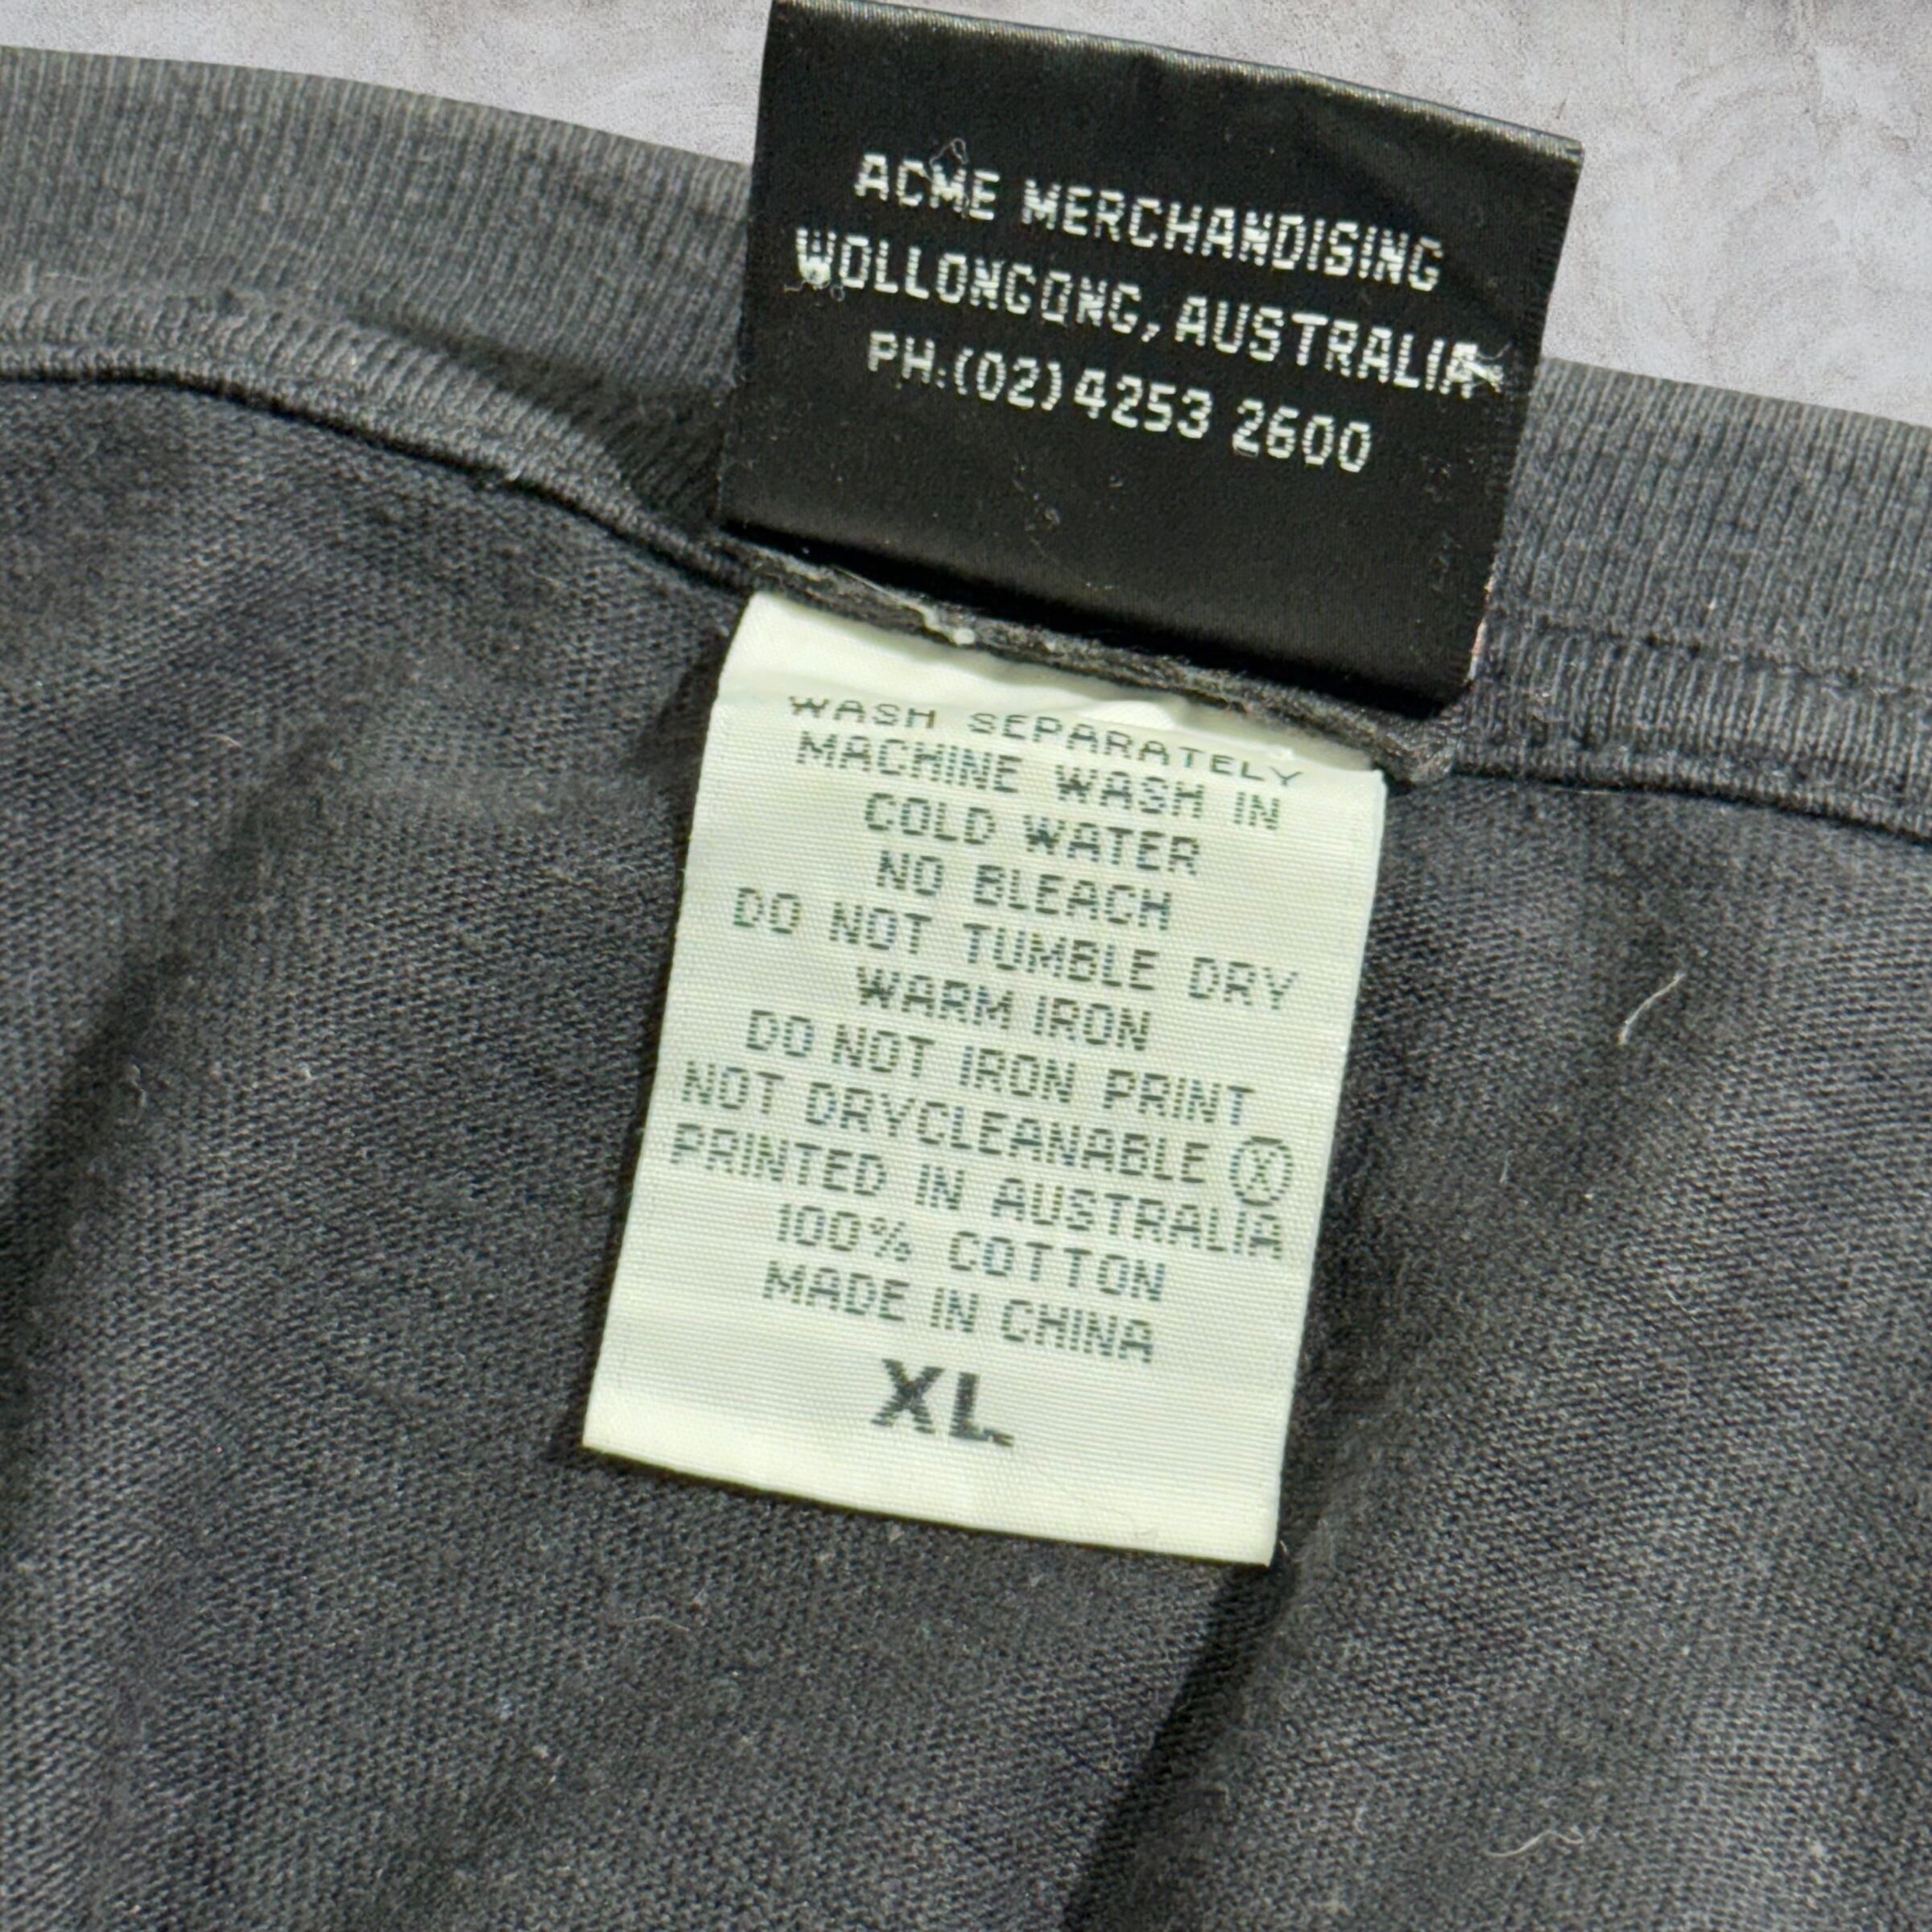 ACME MERCHANDISING
WOLLONGONG, AUSTRALIA
PH:(02)4253 2600
WASH SEPARATELY
MACHINE WASH IN
COLD WATER
NO BLEACH
DO NOT TUMBLE DRY
WARM IRON
DO NOT IRON PRINT
NOT DRYCLEANABLE Ⓧ
PRINTED IN AUSTRALIA
100% COTTON
MADE IN CHINA
XL